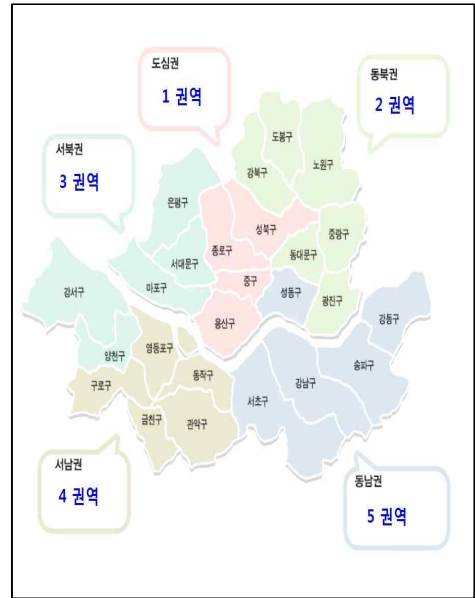 도심권
1 권역
동북권
2 권역
서북권
3 권역
도봉구
노원구
강북구
은평구
성북구
중랑구
종로구
동대문구
서대문구
중구
성동구
마포구
광진구
강서구
용산구
강동구
양천구
영등포구
송파구
동작구
강남구
구로구
서초구
금천구
관악구
서남권
4 권역
동남권
5 권역